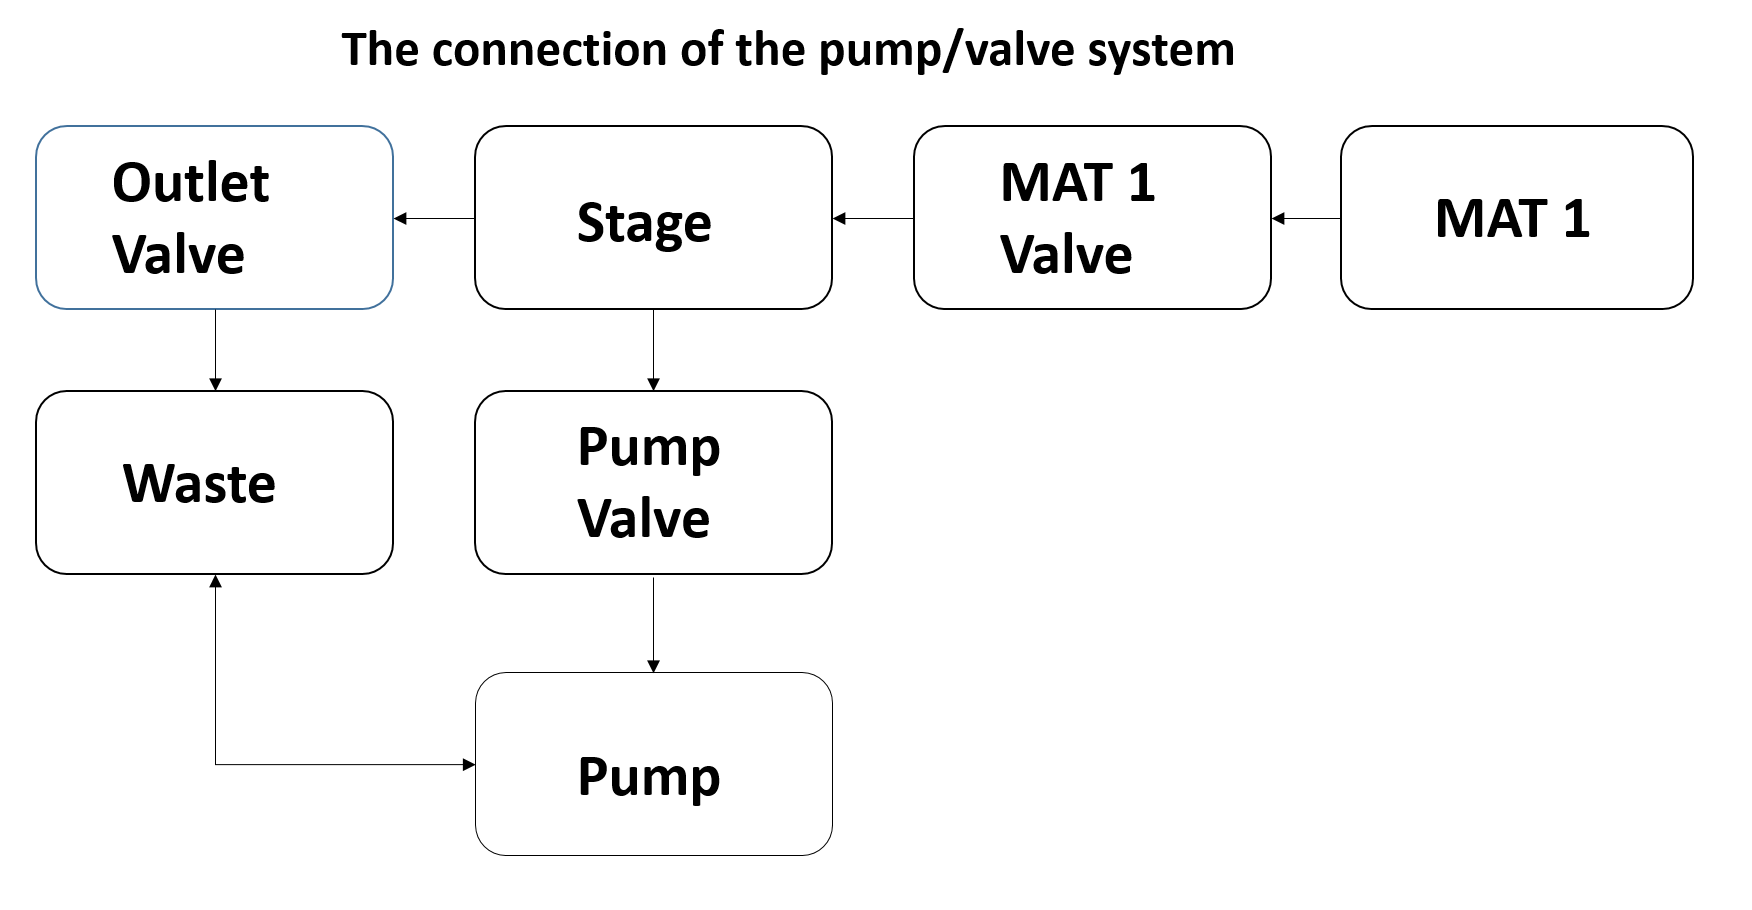 The connection of the pump/valve system
Outlet
Valve
Stage
MAT 1
Valve
MAT 1
Waste
Pump
Valve
Pump